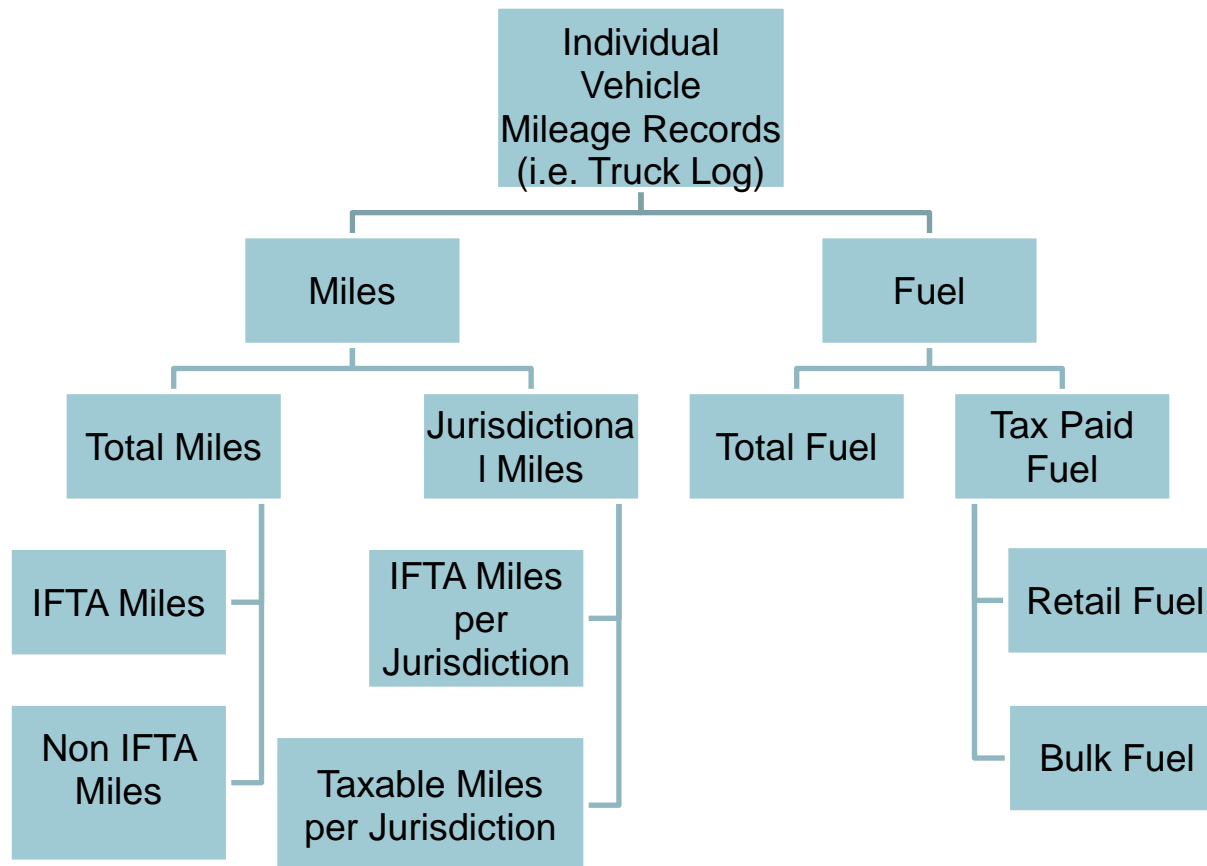 Individual
Vehicle
Mileage Records
(i.e. Truck Log)
Miles
Fuel
Total Miles
Jurisdictiona
l Miles
Total Fuel
Tax Paid
Fuel
IFTA Miles
IFTA Miles
per
Jurisdiction
Retail Fuel
Non IFTA
Miles
Taxable Miles
per Jurisdiction
Bulk Fuel